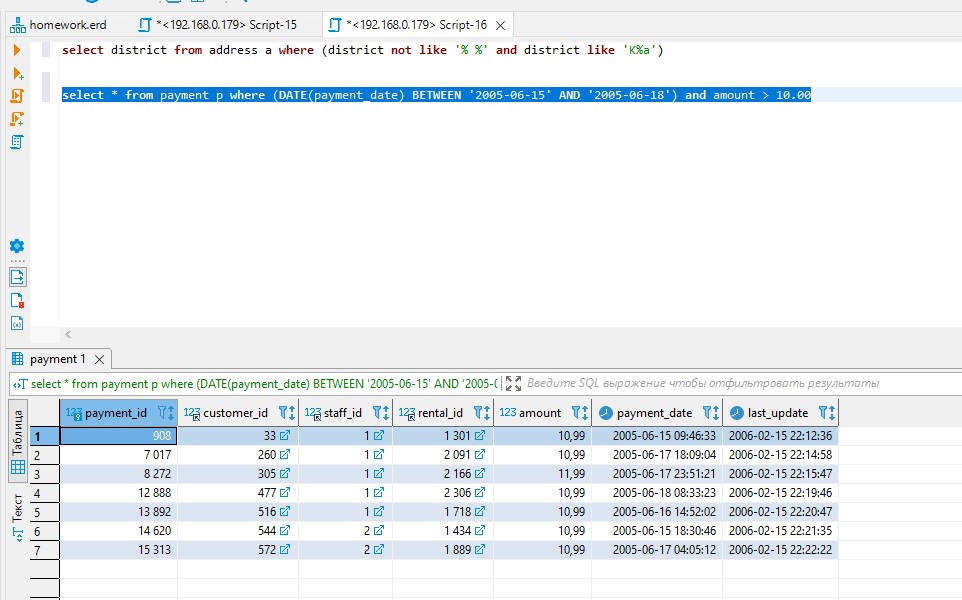 homework.erd *<192.168.0.179> Script-15 *<192.168.0.179> Script-16
select district from address a where (district not like '% %' and district like 'K%a')
select * from payment p where (DATE(payment_date) BETWEEN '2005-06-15' AND '2005-06-18') and amount > 10.00
payment 1
select * from payment p where (DATE(payment_date) BETWEEN '2005-06-15' AND '2005-( Введите SQL выражение чтобы отфильтровать результаты
Таблица
Текст
123 payment_id 123 customer_id 123 staff_id 123 rental_id 123 amount payment_date last_update
1 908 33 1 1 301 10,99 2005-06-15 09:46:33 2006-02-15 22:12:36
2 7 017 260 1 2 091 10,99 2005-06-17 18:09:04 2006-02-15 22:14:58
3 8 272 305 1 2 166 11,99 2005-06-17 23:51:21 2006-02-15 22:15:47
4 12 888 477 1 2 306 10,99 2005-06-18 08:33:23 2006-02-15 22:19:46
5 13 892 516 1 1 718 10,99 2005-06-16 14:52:02 2006-02-15 22:20:47
6 14 620 544 2 1 434 10,99 2005-06-15 18:30:46 2006-02-15 22:21:35
7 15 313 572 2 1 889 10,99 2005-06-17 04:05:12 2006-02-15 22:22:22